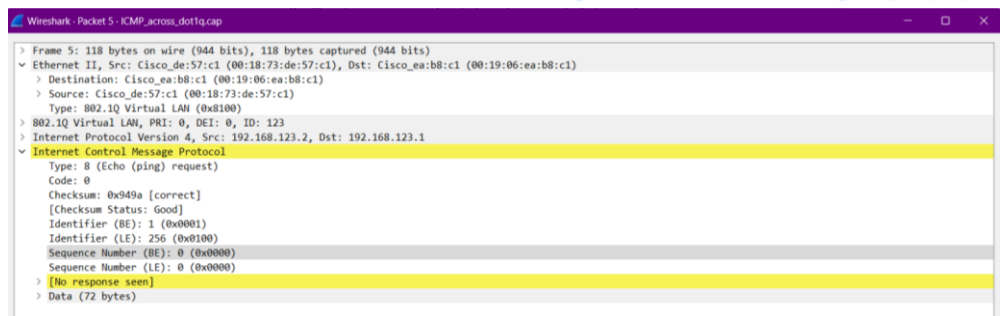 Wireshark · Packet 5 · ICMP_across_dot1q.cap
Frame 5: 118 bytes on wire (944 bits), 118 bytes captured (944 bits)
Ethernet II, Src: Cisco_de:57:c1 (00:18:73:de:57:c1), Dst: Cisco_ea:b8:c1 (00:19:06:ea:b8:c1)
Destination: Cisco_ea:b8:c1 (00:19:06:ea:b8:c1)
Source: Cisco_de:57:c1 (00:18:73:de:57:c1)
Type: 802.1Q Virtual LAN (0x8100)
802.1Q Virtual LAN, PRI: 0, DEI: 0, ID: 123
Internet Protocol Version 4, Src: 192.168.123.2, Dst: 192.168.123.1
Internet Control Message Protocol
Type: 8 (Echo (ping) request)
Code: 0
Checksum: 0x949a [correct]
[Checksum Status: Good]
Identifier (BE): 1 (0x0001)
Identifier (LE): 256 (0x0100)
Sequence Number (BE): 0 (0x0000)
Sequence Number (LE): 0 (0x0000)
[No response seen]
Data (72 bytes)